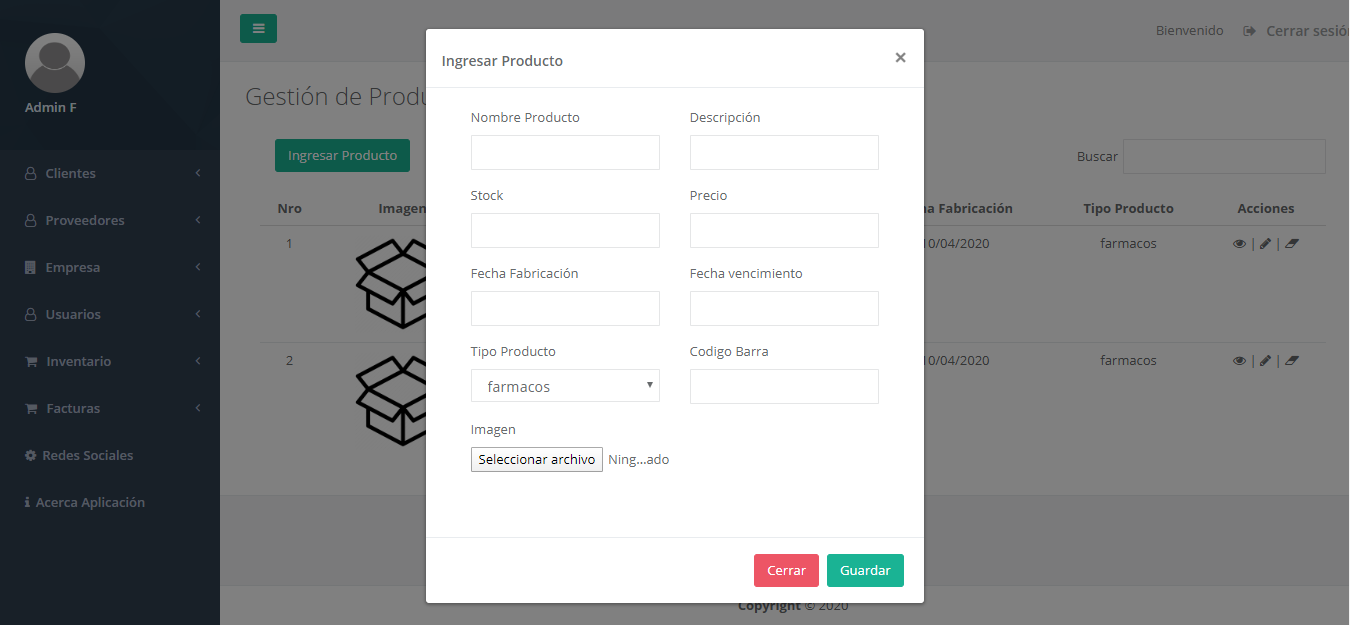 Admin F
Clientes
Proveedores
Empresa
Usuarios
Inventario
Facturas
Redes Sociales
Acerca Aplicación
Bienvenido Cerrar sesió
Gestión de Produ
Ingresar Producto
Buscar
Nro Imagen a Fabricación Tipo Producto Acciones
1 10/04/2020 farmacos | |
2 10/04/2020 farmacos | |
Copyright © 2020
Ingresar Producto ×
Nombre Producto Descripción
Stock Precio
Fecha Fabricación Fecha vencimiento
Tipo Producto Codigo Barra
farmacos
Imagen
Seleccionar archivo Ning...ado
Cerrar Guardar